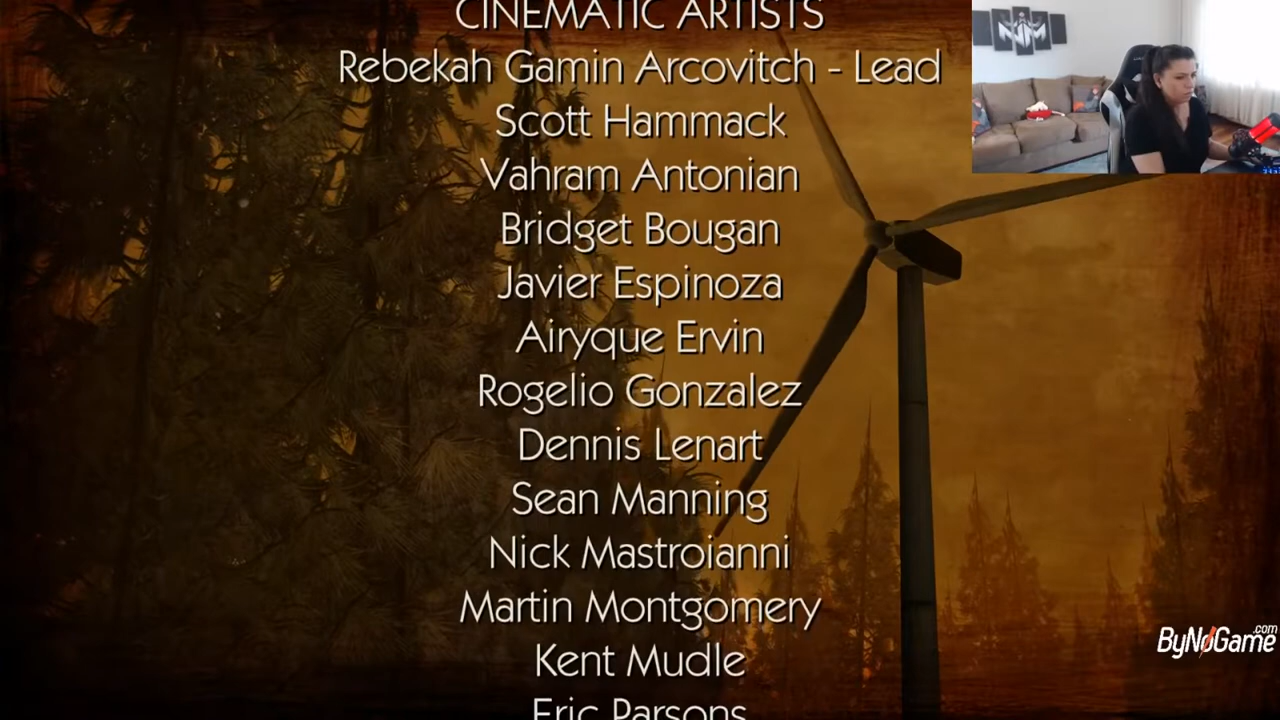 CINEMATIC ARTISTS
Rebekah Gamin Arcovitch - Lead
Scott Hammack
Vahram Antonian
Bridget Bougan
Javier Espinoza
Airyque Ervin
Rogelio Gonzalez
Dennis Lenart
Sean Manning
Nick Mastroianni
Martin Montgomery
Kent Mudle
Eric Parsons
ByNoGame.com